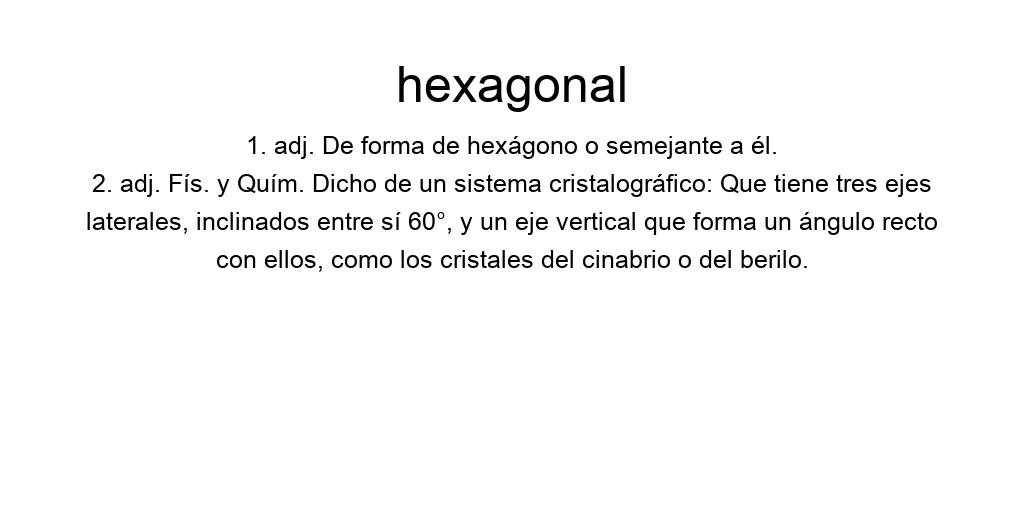 hexagonal
1. adj. De forma de hexágono o semejante a él.
2. adj. Fís. y Quím. Dicho de un sistema cristalográfico: Que tiene tres ejes
laterales, inclinados entre sí 60°, y un eje vertical que forma un ángulo recto
con ellos, como los cristales del cinabrio o del berilo.